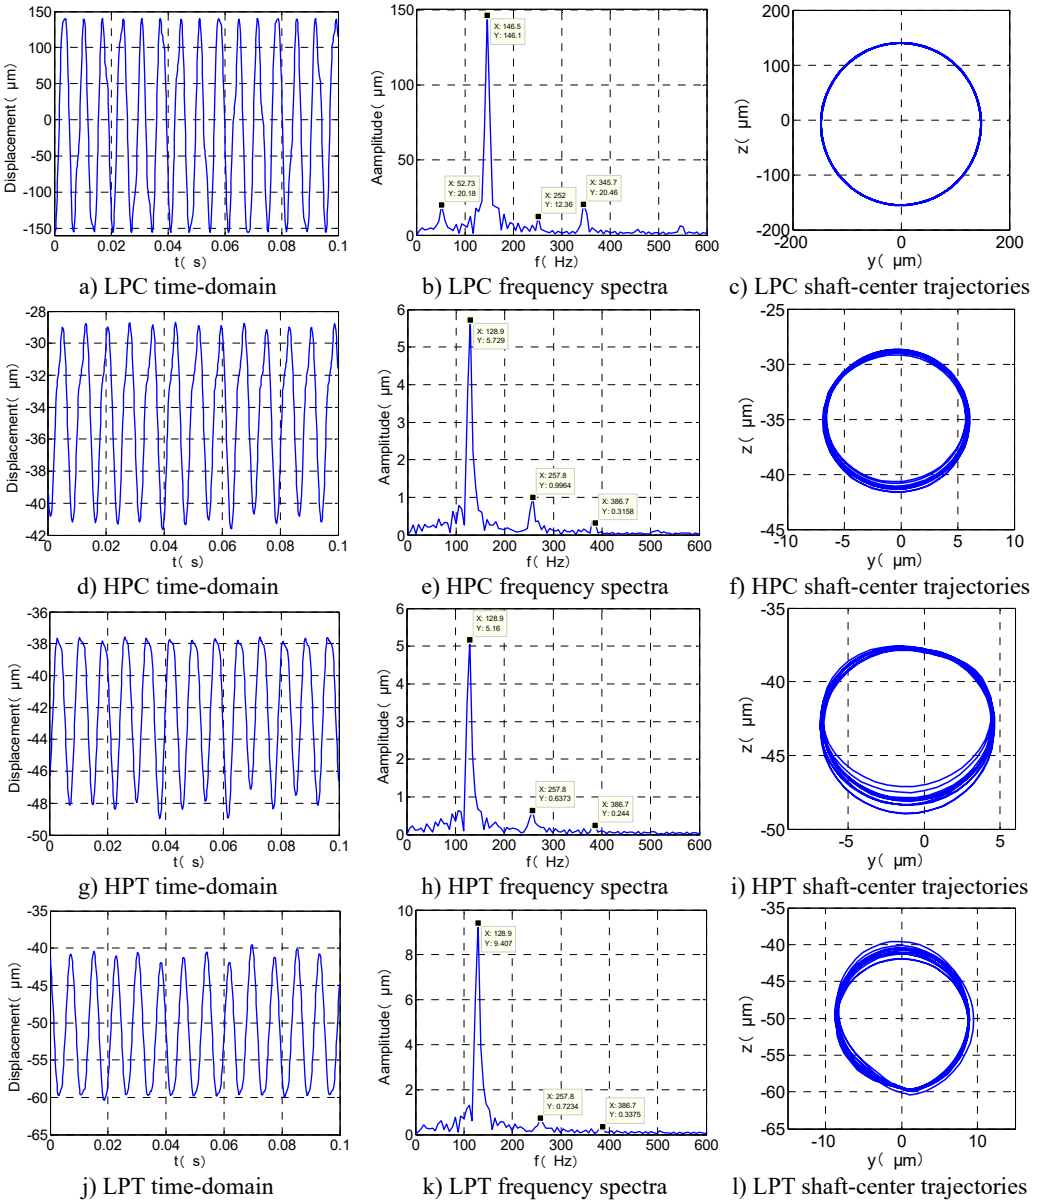 150
100
50
0
-50
-100
-150
0
0.02
0.04
0.06
0.08
0.1
Displacement( µm)
t( s)
a) LPC time-domain
150
100
50
0
0
100
200
300
400
500
600
Aamplitude( µm)
f( Hz)
X: 146.5
Y: 146.1
X: 52.73
Y: 20.18
X: 252
Y: 12.36
X: 345.7
Y: 20.46
b) LPC frequency spectra
200
100
0
-100
-200
-200
0
200
z( µm)
y( µm)
c) LPC shaft-center trajectories
-28
-30
-32
-34
-36
-38
-40
-42
0
0.02
0.04
0.06
0.08
0.1
Displacement( µm)
t( s)
d) HPC time-domain
6
5
4
3
2
1
0
0
100
200
300
400
500
600
Aamplitude( µm)
f( Hz)
X: 128.9
Y: 5.729
X: 257.8
Y: 0.9964
X: 386.7
Y: 0.3158
e) HPC frequency spectra
-25
-30
-35
-40
-45
-10
-5
0
5
10
z( µm)
y( µm)
f) HPC shaft-center trajectories
-36
-38
-40
-42
-44
-46
-48
-50
0
0.02
0.04
0.06
0.08
0.1
Displacement( µm)
t( s)
g) HPT time-domain
6
5
4
3
2
1
0
0
100
200
300
400
500
600
Aamplitude( µm)
f( Hz)
X: 128.9
Y: 5.16
X: 257.8
Y: 0.6373
X: 386.7
Y: 0.244
h) HPT frequency spectra
-35
-40
-45
-50
-5
0
5
z( µm)
y( µm)
i) HPT shaft-center trajectories
-35
-40
-45
-50
-55
-60
-65
0
0.02
0.04
0.06
0.08
0.1
Displacement( µm)
t( s)
j) LPT time-domain
10
8
6
4
2
0
0
100
200
300
400
500
600
Aamplitude( µm)
f( Hz)
X: 128.9
Y: 9.407
X: 257.8
Y: 0.7234
X: 386.7
Y: 0.3375
k) LPT frequency spectra
-35
-40
-45
-50
-55
-60
-65
-10
0
10
z( µm)
y( µm)
l) LPT shaft-center trajectories